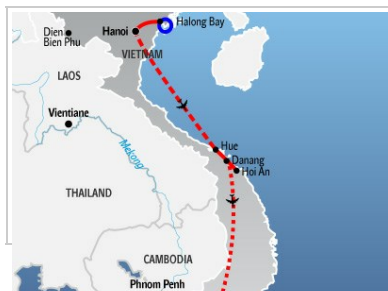 Halong Bay
Dien
Bien Phu
Hanoi
VIETNAM
LAOS
Vientiane
Hue
Danang
Hoi An
Mekong
THAILAND
CAMBODIA
Phnom Penh